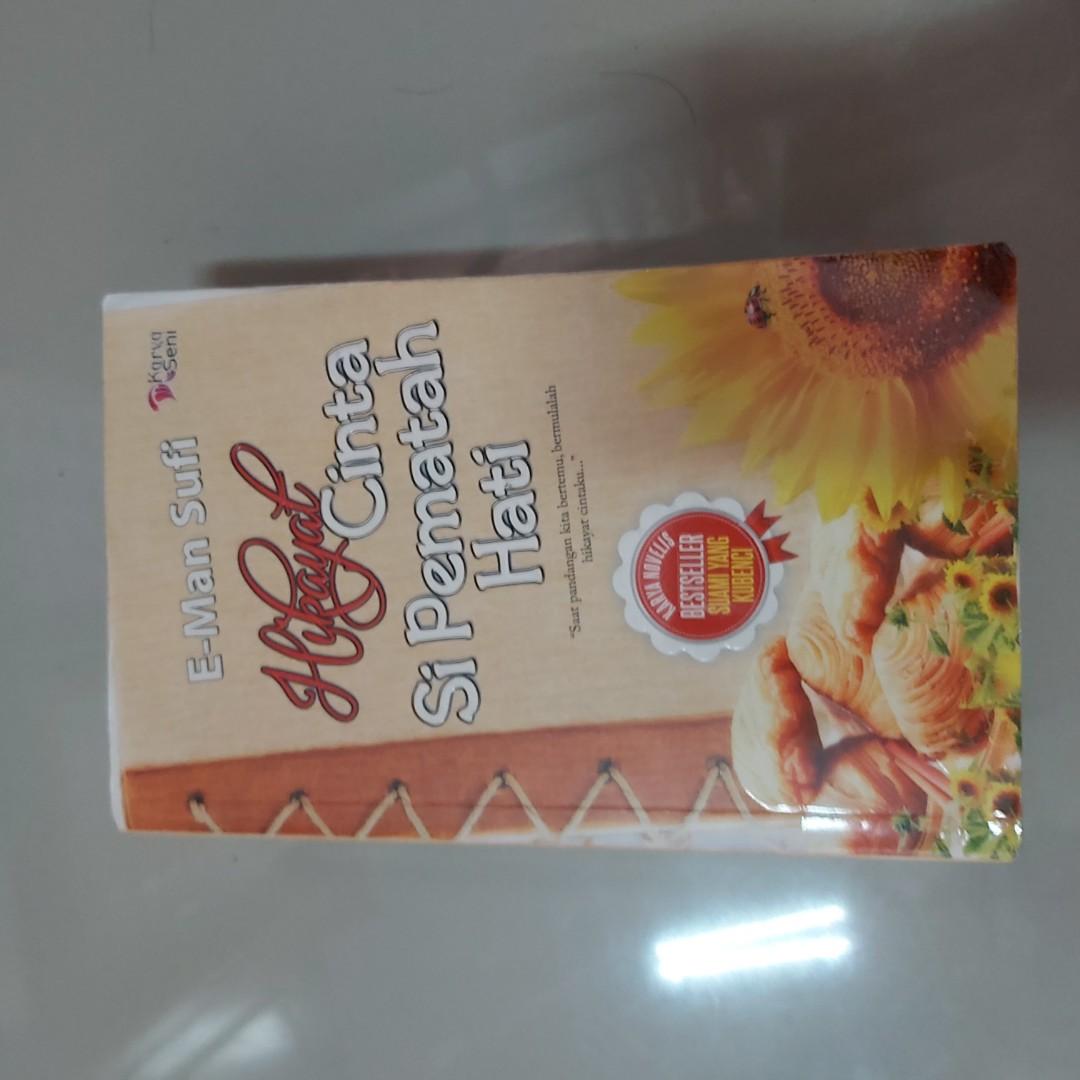 Karya
Seni
E-Man Sufi
Hikayat
Cinta
Si Pematah
Hati
"Saat pandangan kita bertemu, bermulalah
hikayat cintaku..."
KARYA NOVELIS
BESTSELLER
SUAMI YANG
KUBENCI